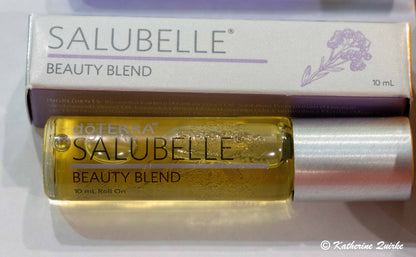 SALUBELLE®
BEAUTY BLEND
10 mL
dōTERRA
SALUBELLE
BEAUTY BLEND
10 mL Roll On
© Katherine Quirke